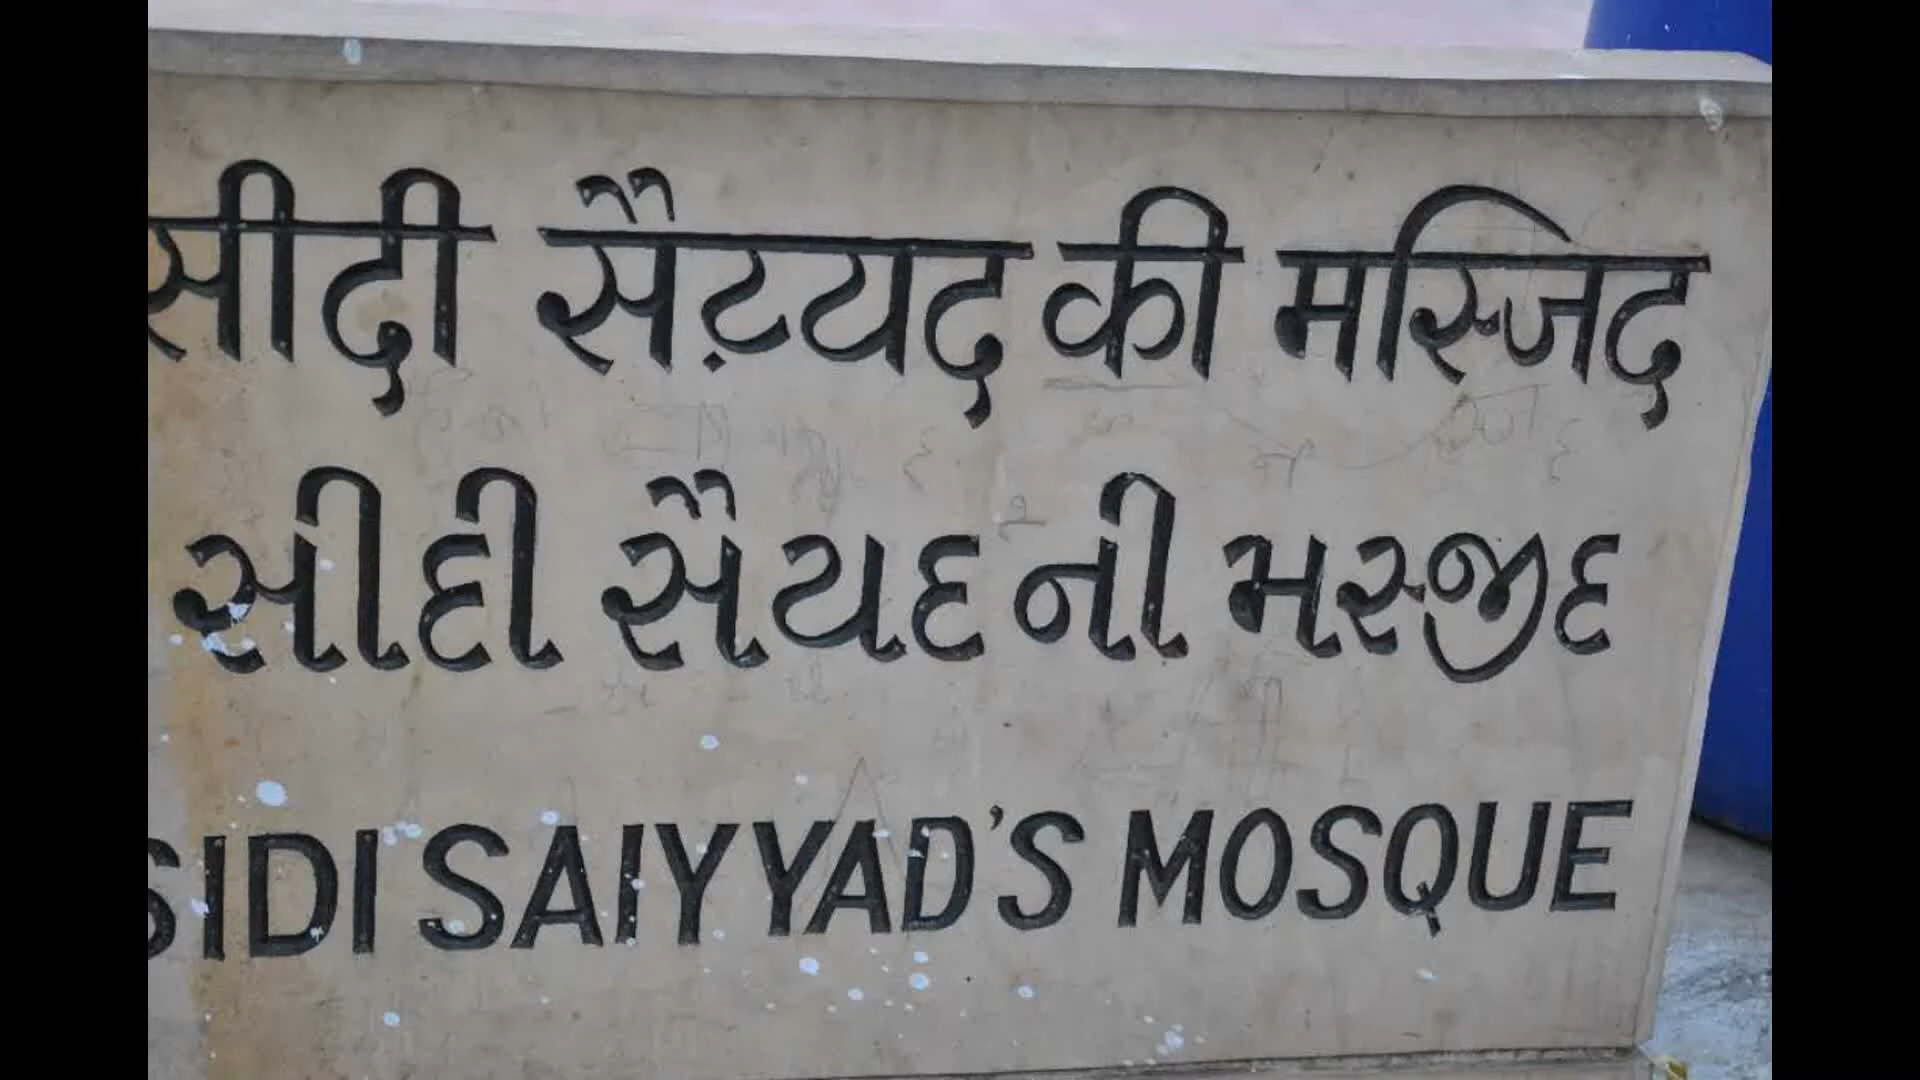 सीदी सैय़्यद की मस्जिद
સીદી સૈયદ ની મસ્જીદ
SIDI SAIYYAD'S MOSQUE